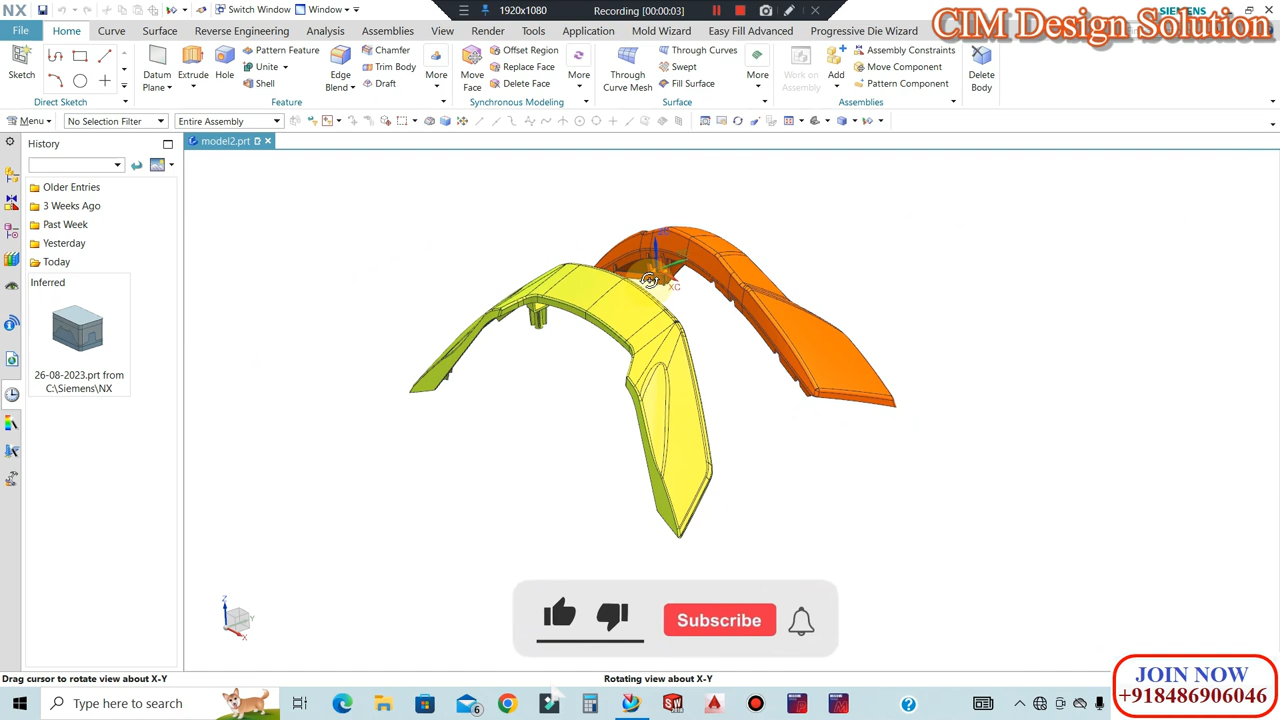 NX
Switch Window
Window
1920x1080
Recording [00:00:03]
SIEMENS
CIM Design Solution
File
Home
Curve
Surface
Reverse Engineering
Analysis
Assemblies
View
Render
Tools
Application
Mold Wizard
Easy Fill Advanced
Progressive Die Wizard
Sketch
Direct Sketch
Datum Plane
Extrude
Hole
Pattern Feature
Unite
Shell
Edge Blend
Chamfer
Trim Body
Draft
More
Feature
Move Face
Offset Region
Replace Face
Delete Face
More
Synchronous Modeling
Through Curve Mesh
Through Curves
Swept
Fill Surface
More
Surface
Work on Assembly
Add
Assembly Constraints
Move Component
Pattern Component
Assemblies
Delete Body
Menu
No Selection Filter
Entire Assembly
History
model2.prt
Older Entries
3 Weeks Ago
Past Week
Yesterday
Today
Inferred
26-08-2023.prt from
C:\Siemens\NX
XC
Z
Y
X
Subscribe
Drag cursor to rotate view about X-Y
Rotating view about X-Y
JOIN NOW
+918486906046
Type here to search
6